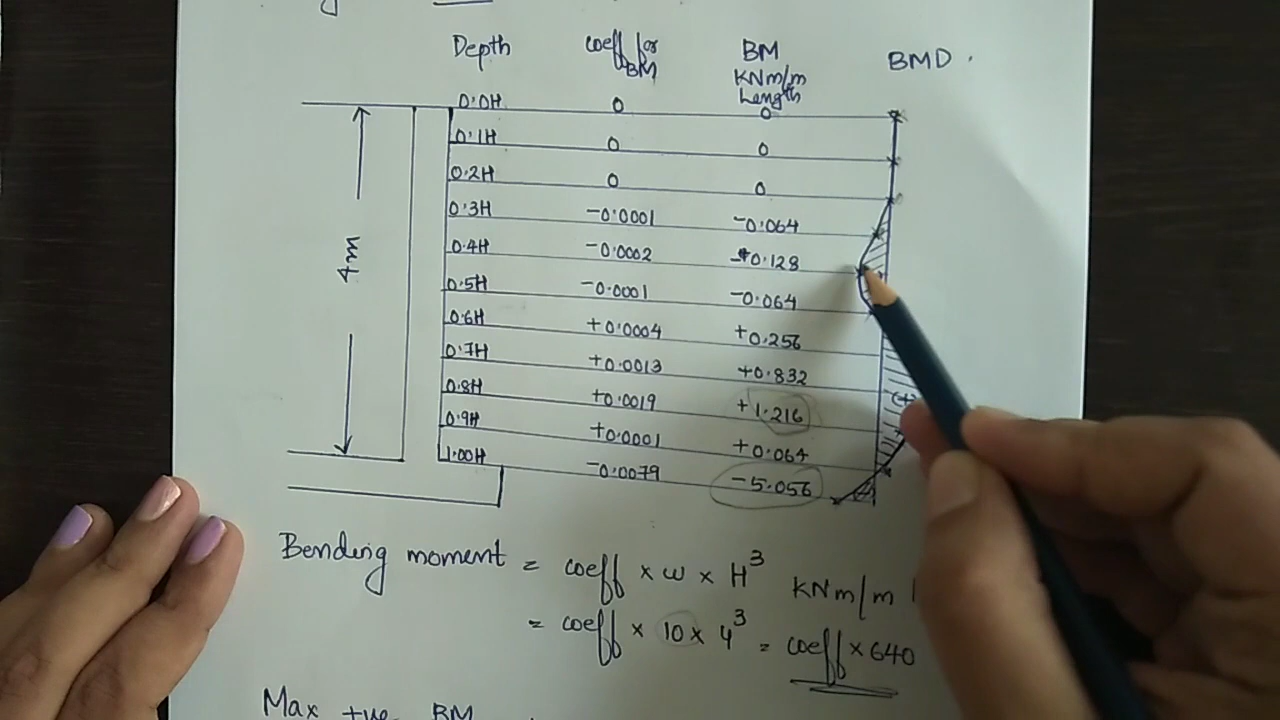 Depth coeff for BM BM KNm/m Length BMD.
0.0H 0 0
0.1H 0 0
0.2H 0 0
0.3H -0.0001 -0.064
0.4H -0.0002 -0.128
0.5H -0.0001 -0.064
0.6H +0.0004 +0.256
0.7H +0.0013 +0.832
0.8H +0.0019 +1.216
0.9H +0.0001 +0.064
1.00H -0.0079 -5.056
4m
(+
(-)
Bending moment = coeff × w × H³ KNm/m
= coeff × 10 × 4³ = coeff × 640
Max +ve BM